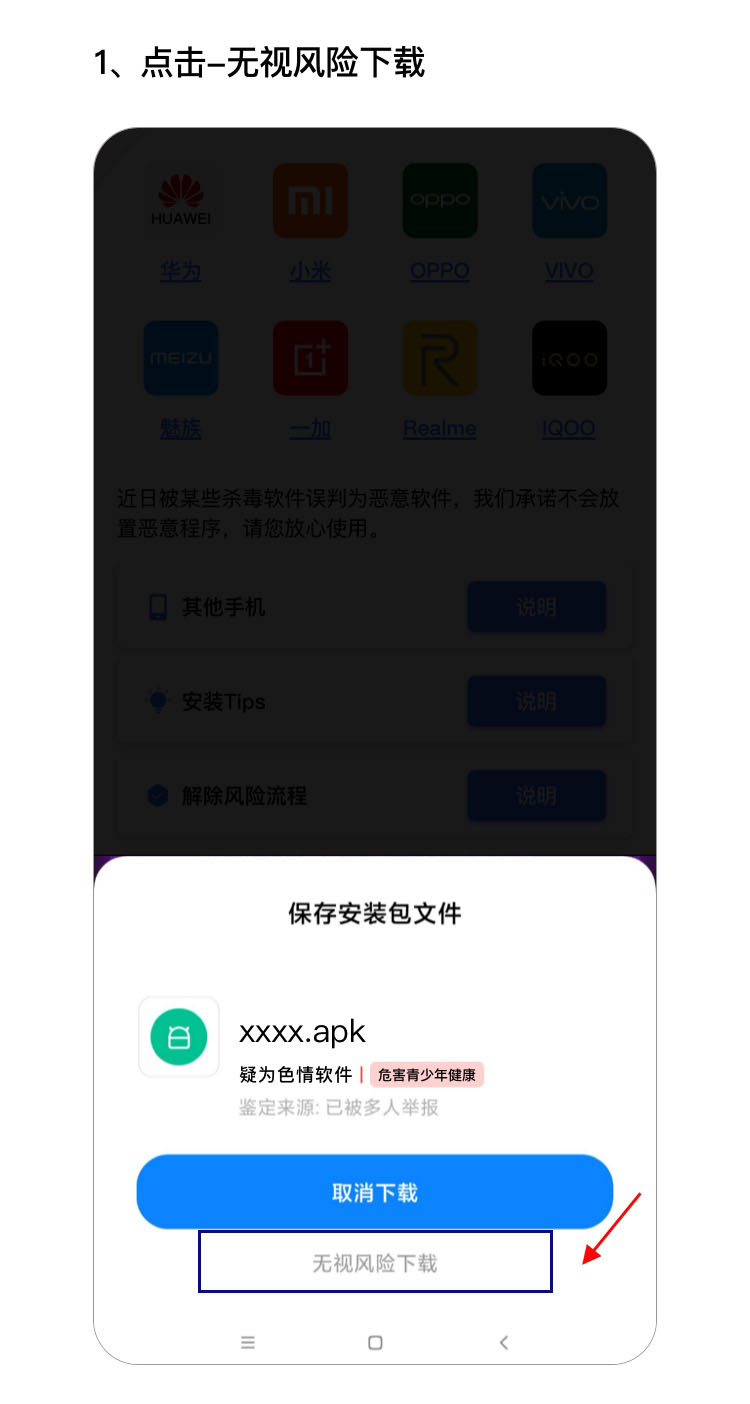 1、点击–无视风险下载
HUAWEI
mi
oppo
vivo
华为
小米
OPPO
VIVO
MEIZU
1+
R
iQOO
魅族
一加
Realme
IQOO
近日被某些杀毒软件误判为恶意软件，我们承诺不会放
置恶意程序，请您放心使用。
其他手机
说明
安装Tips
说明
解除风险流程
说明
保存安装包文件
xxxx.apk
疑为色情软件 | 危害青少年健康
鉴定来源: 已被多人举报
取消下载
无视风险下载